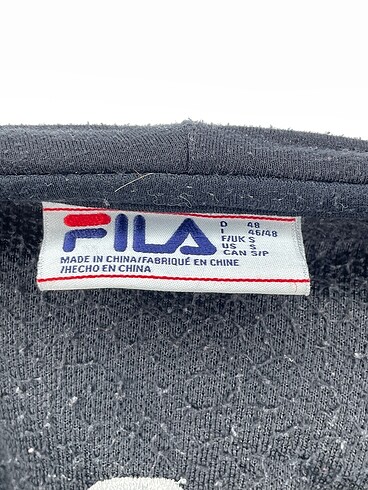 FILA
D 48
I 46/48
F/UK S
US S
CAN S/P
MADE IN CHINA/FABRIQUÉ EN CHINE
/HECHO EN CHINA